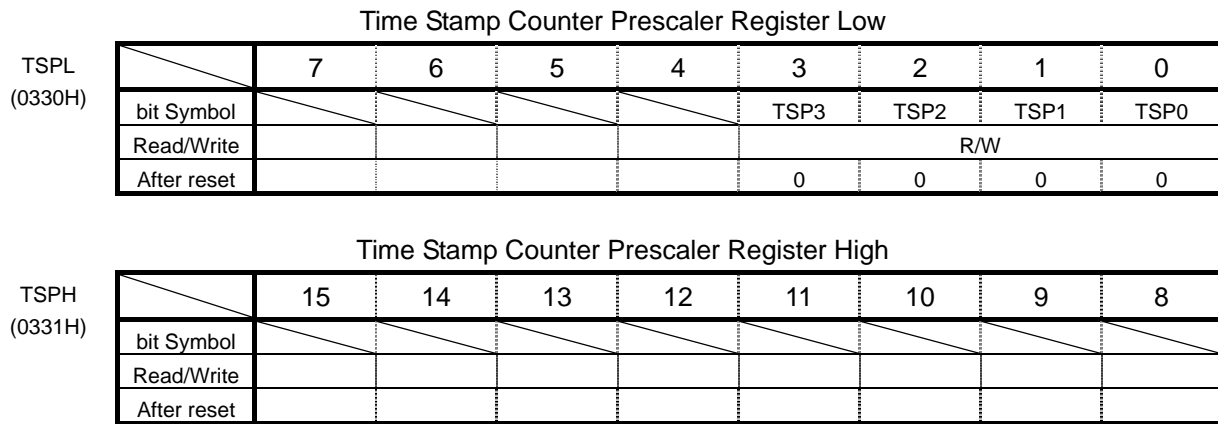 Time Stamp Counter Prescaler Register Low
TSPL
(0330H)
7 6 5 4 3 2 1 0
bit Symbol TSP3 TSP2 TSP1 TSP0
Read/Write R/W
After reset 0 0 0 0
Time Stamp Counter Prescaler Register High
TSPH
(0331H)
15 14 13 12 11 10 9 8
bit Symbol
Read/Write
After reset